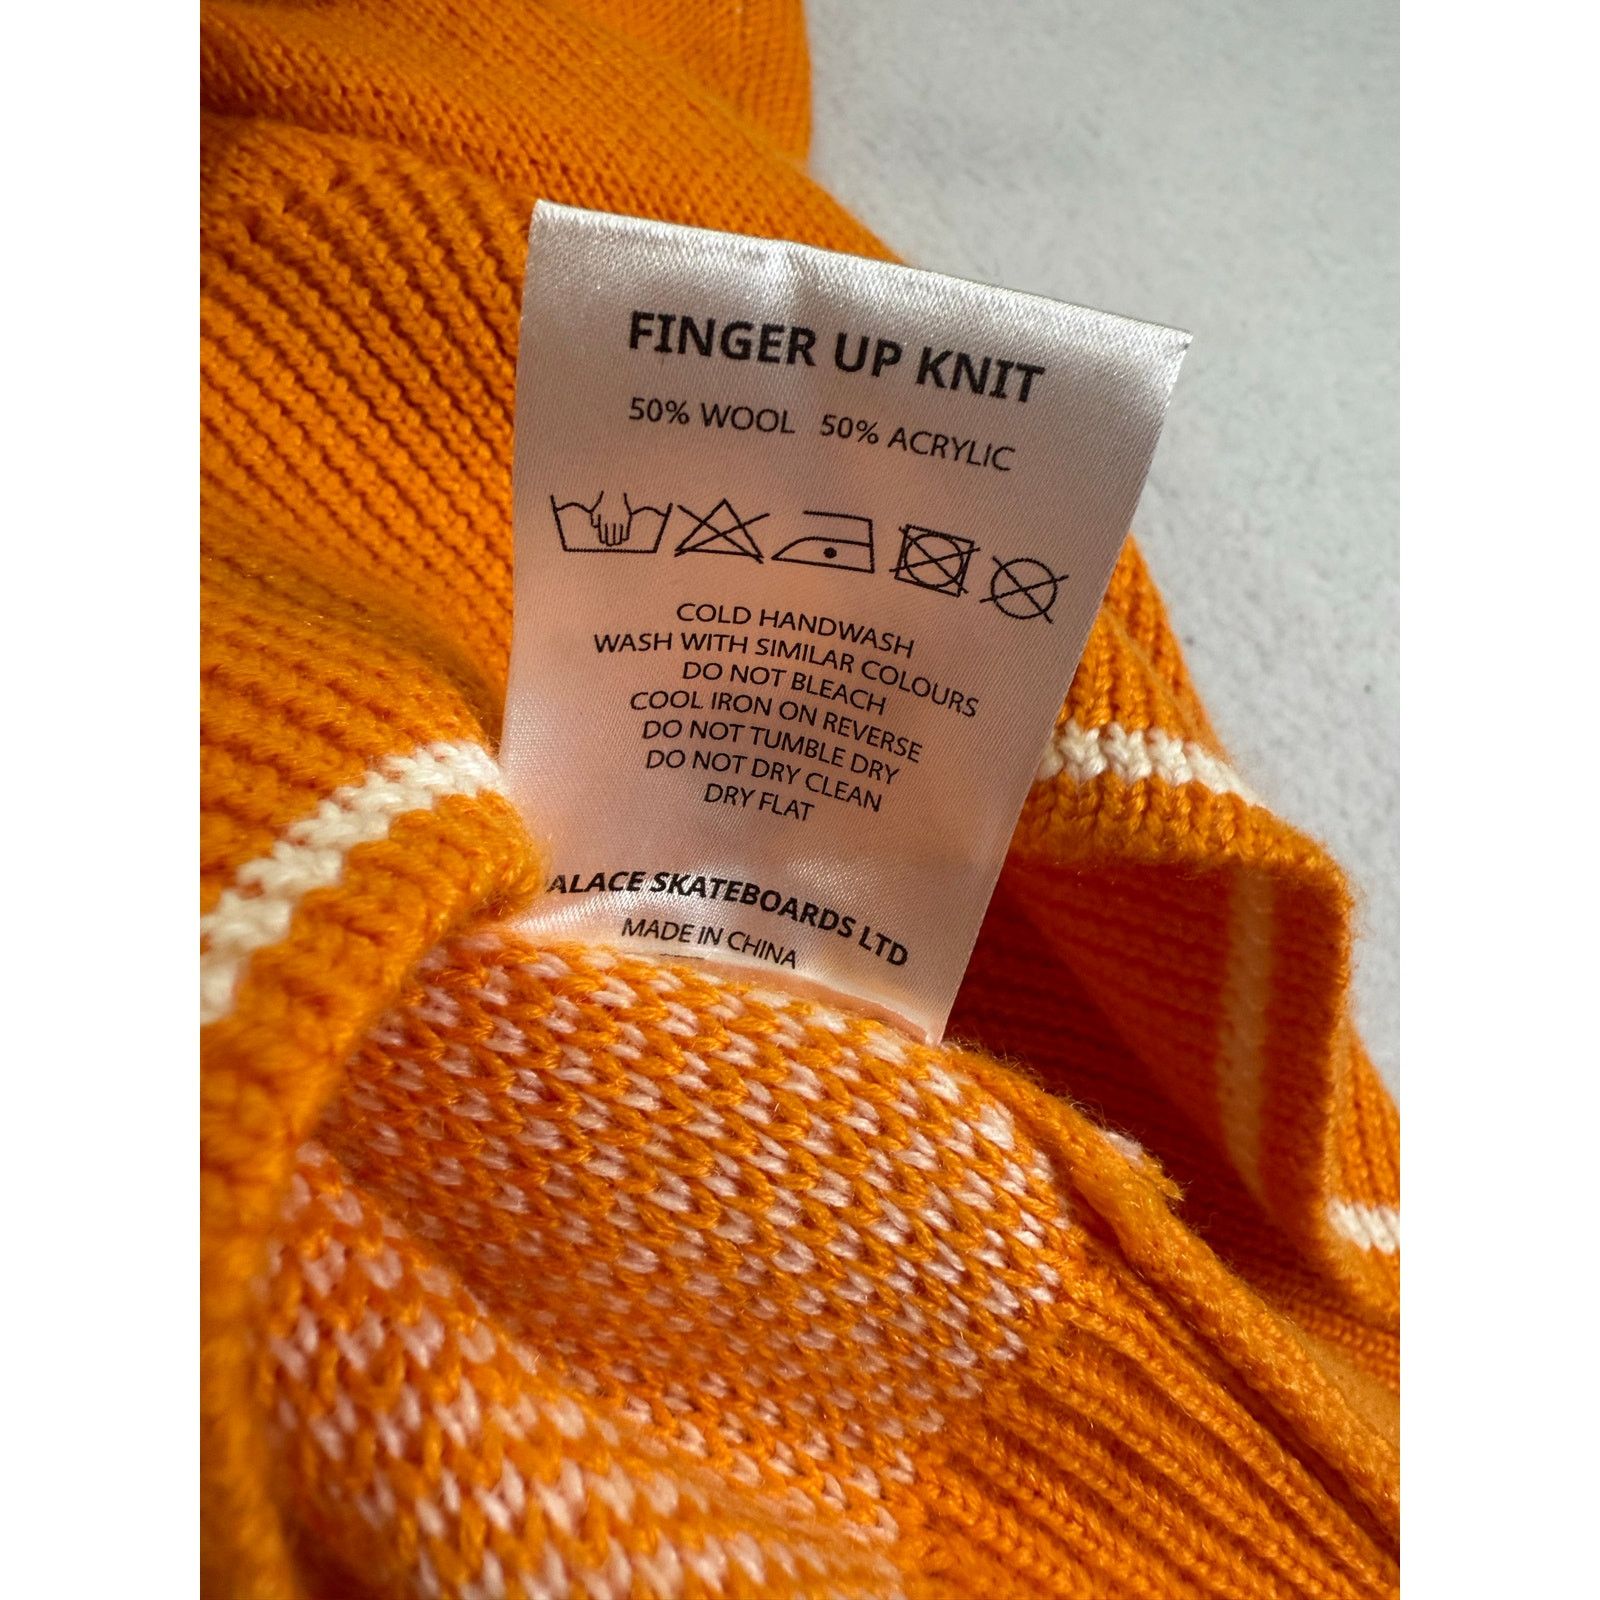 FINGER UP KNIT
50% WOOL 50% ACRYLIC
COLD HANDWASH
WASH WITH SIMILAR COLOURS
DO NOT BLEACH
COOL IRON ON REVERSE
DO NOT TUMBLE DRY
DO NOT DRY CLEAN
DRY FLAT
PALACE SKATEBOARDS LTD
MADE IN CHINA